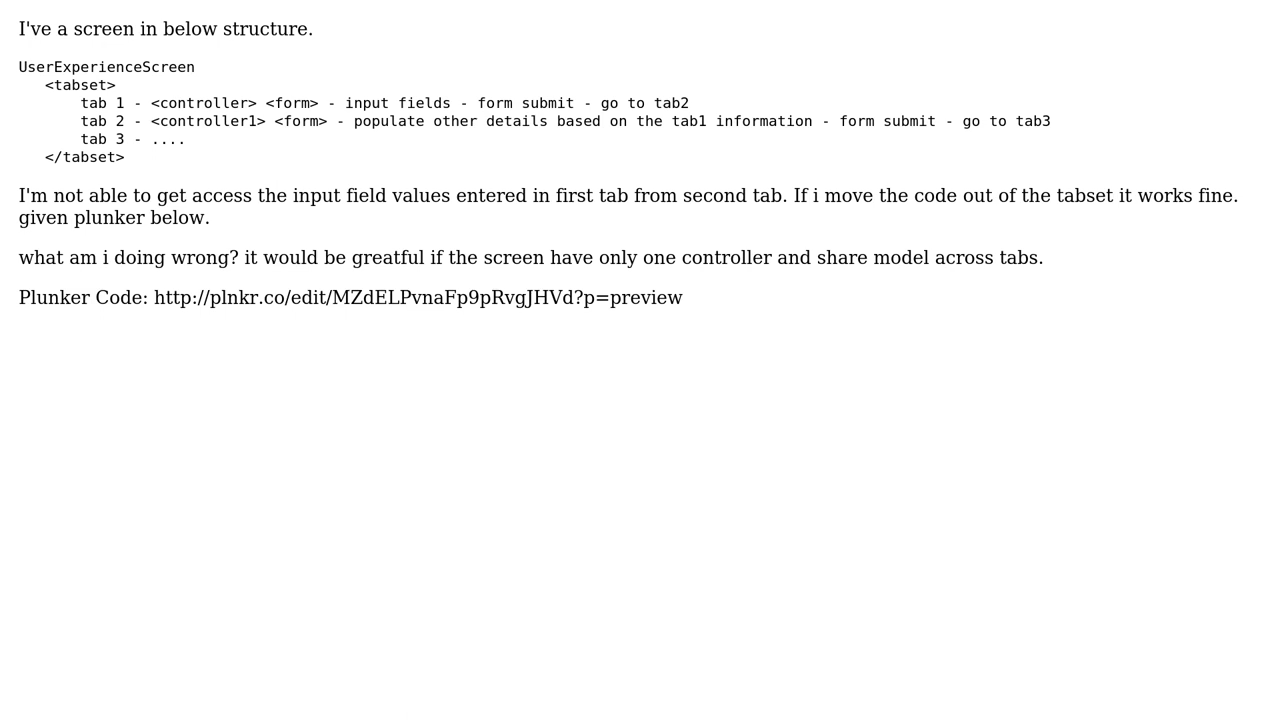 I've a screen in below structure.
UserExperienceScreen
<tabset>
tab 1 - <controller> <form> - input fields - form submit - go to tab2
tab 2 - <controller1> <form> - populate other details based on the tab1 information - form submit - go to tab3
tab 3 - ....
</tabset>
I'm not able to get access the input field values entered in first tab from second tab. If i move the code out of the tabset it works fine.
given plunker below.
what am i doing wrong? it would be greatful if the screen have only one controller and share model across tabs.
Plunker Code: http://plnkr.co/edit/MZdELPvnaFp9pRvgJHVd?p=preview